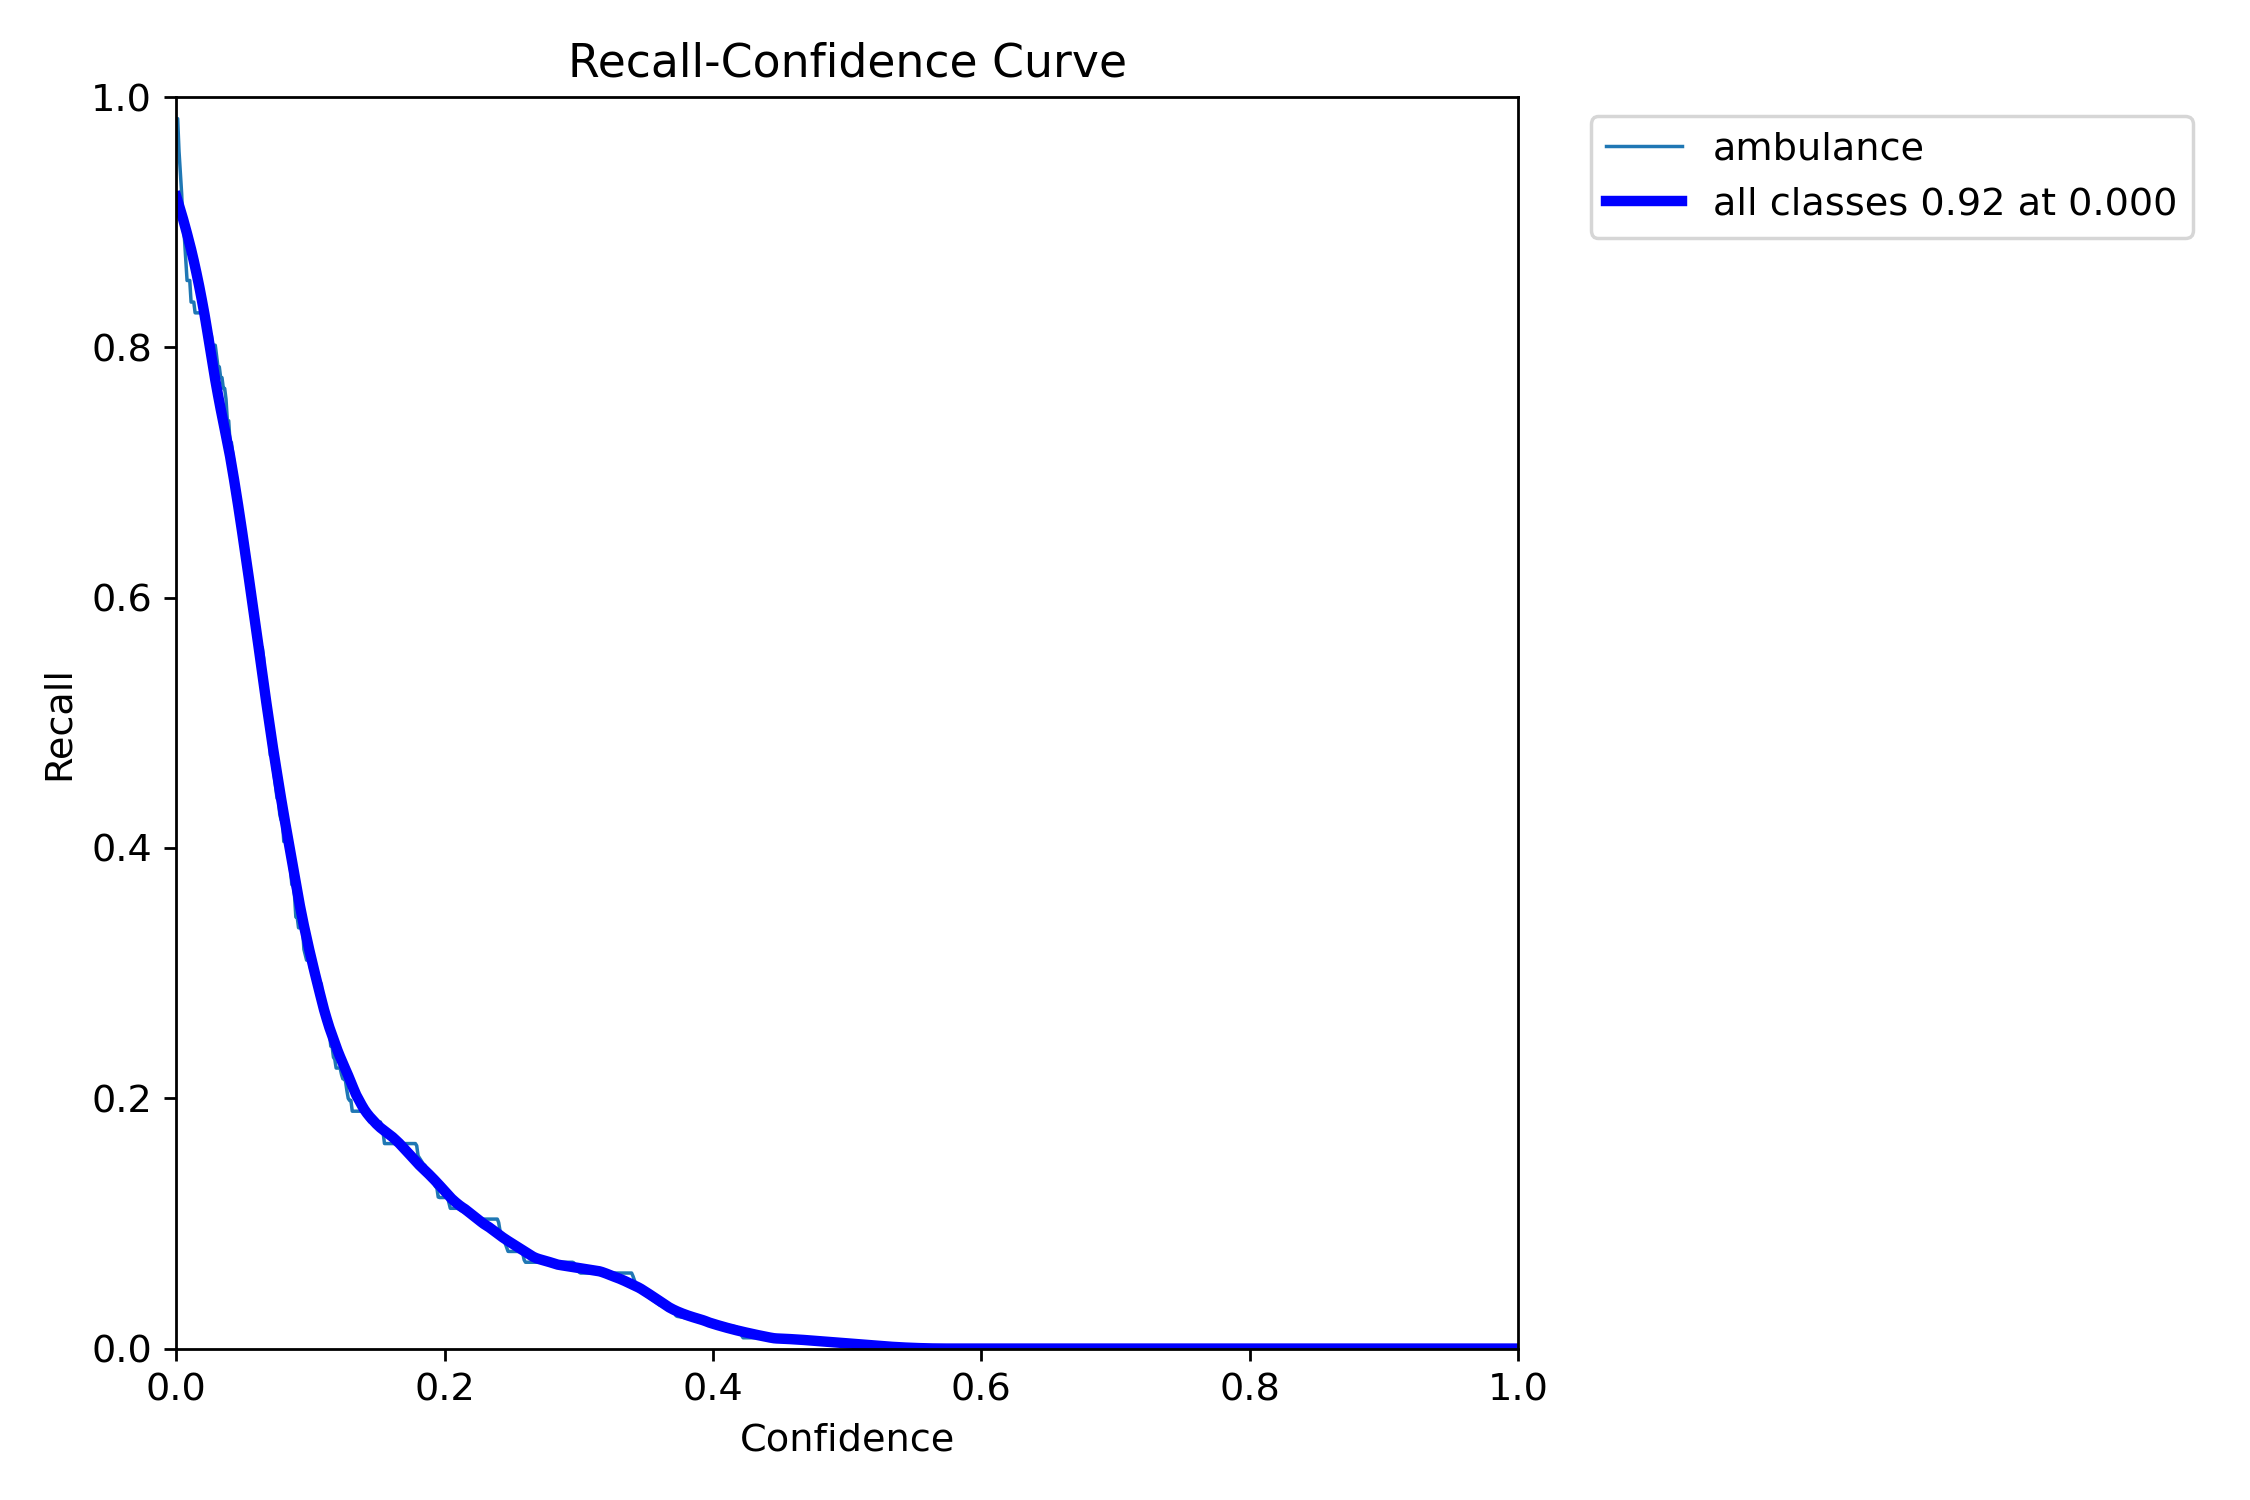 Recall-Confidence Curve
1.0
0.8
0.6
0.4
0.2
0.0
Recall
0.0 0.2 0.4 0.6 0.8 1.0
Confidence
ambulance
all classes 0.92 at 0.000